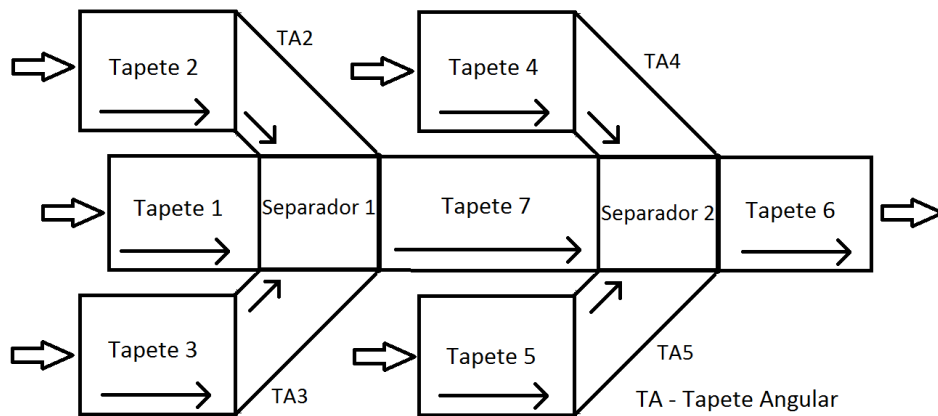 TA2
Tapete 2
Tapete 4
TA4
Tapete 1
Separador 1
Tapete 7
Separador 2
Tapete 6
Tapete 3
TA3
Tapete 5
TA5
TA - Tapete Angular